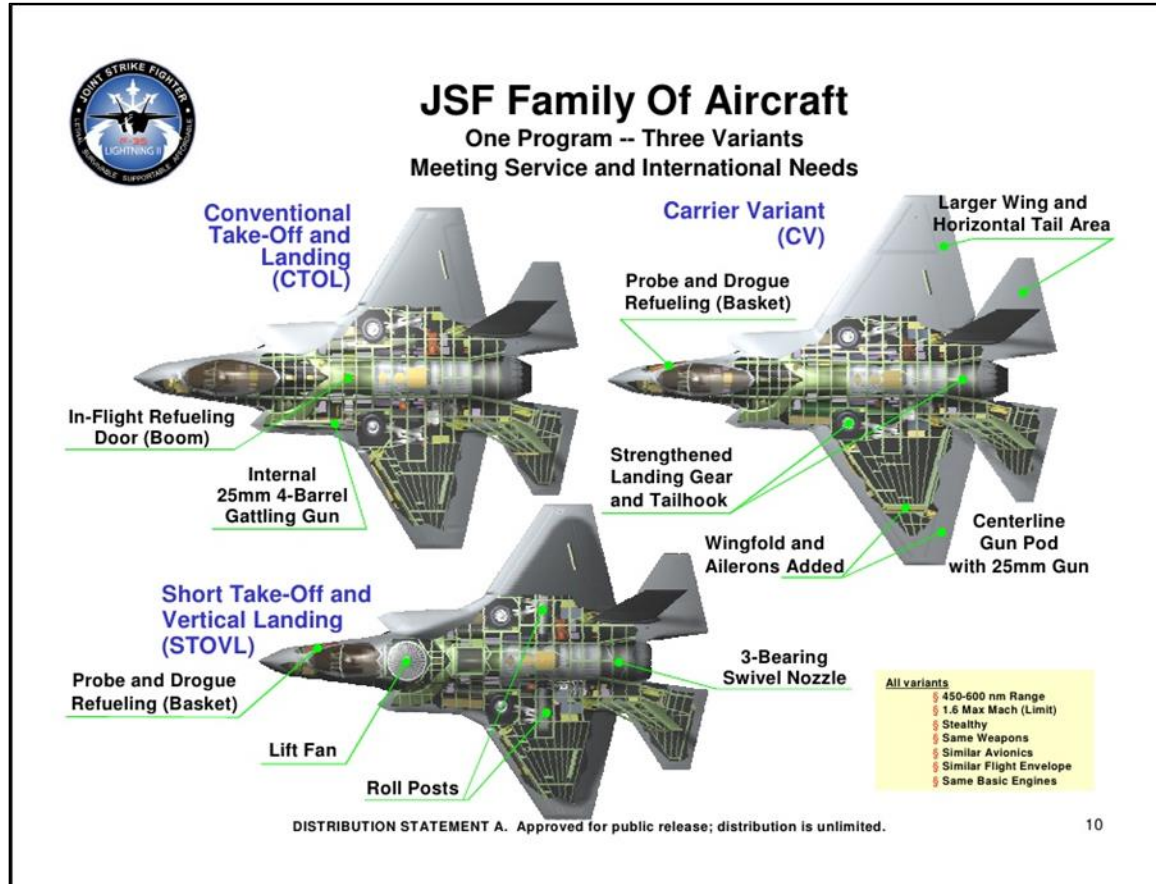 JOINT STRIKE FIGHTER
F-35
LIGHTNING II
LETHAL SURVIVABLE SUPPORTABLE AFFORDABLE
JSF Family Of Aircraft
One Program -- Three Variants
Meeting Service and International Needs
Conventional
Take-Off and
Landing
(CTOL)
In-Flight Refueling
Door (Boom)
Internal
25mm 4-Barrel
Gattling Gun
Carrier Variant
(CV)
Larger Wing and
Horizontal Tail Area
Probe and Drogue
Refueling (Basket)
Strengthened
Landing Gear
and Tailhook
Wingfold and
Ailerons Added
Centerline
Gun Pod
with 25mm Gun
Short Take-Off and
Vertical Landing
(STOVL)
Probe and Drogue
Refueling (Basket)
Lift Fan
Roll Posts
3-Bearing
Swivel Nozzle
All variants
§ 450-600 nm Range
§ 1.6 Max Mach (Limit)
§ Stealthy
§ Same Weapons
§ Similar Avionics
§ Similar Flight Envelope
§ Same Basic Engines
DISTRIBUTION STATEMENT A. Approved for public release; distribution is unlimited.
10